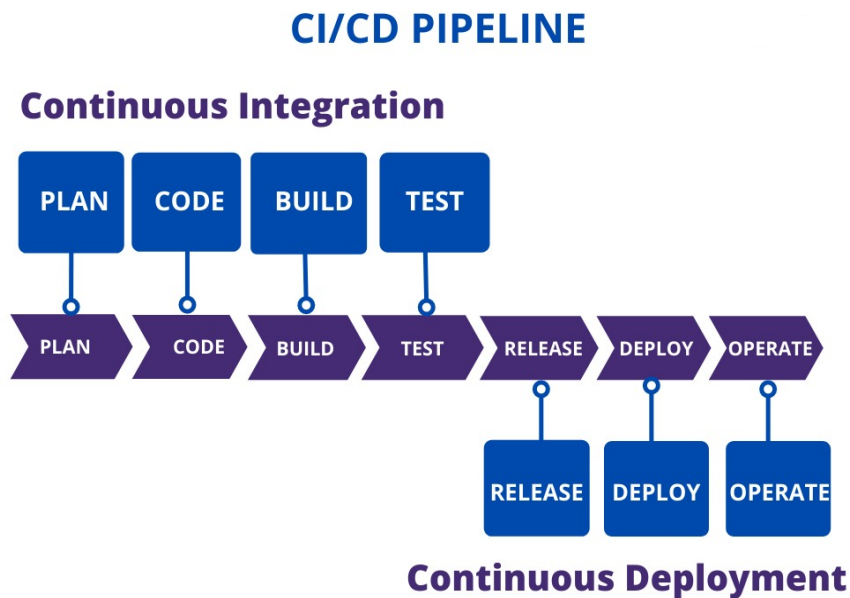 CI/CD PIPELINE
Continuous Integration
PLAN CODE BUILD TEST
PLAN CODE BUILD TEST RELEASE DEPLOY OPERATE
RELEASE DEPLOY OPERATE
Continuous Deployment